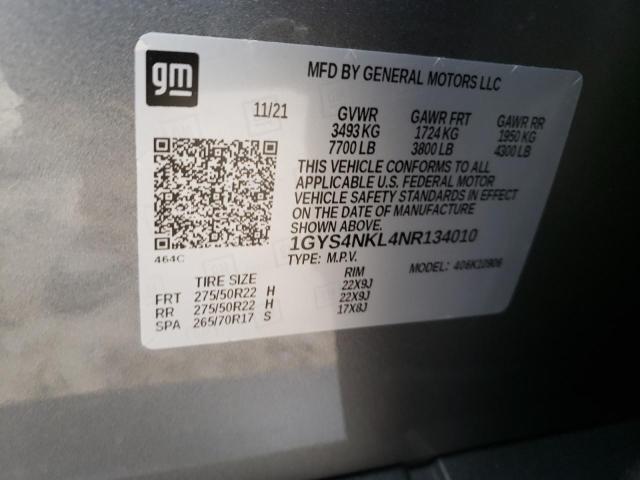 gm
MFD BY GENERAL MOTORS LLC
11/21 GVWR GAWR FRT GAWR RR
3493 KG 1724 KG 1950 KG
7700 LB 3800 LB 4300 LB
THIS VEHICLE CONFORMS TO ALL
APPLICABLE U.S. FEDERAL MOTOR
VEHICLE SAFETY STANDARDS IN EFFECT
ON THE DATE OF MANUFACTURE
SHOWN ABOVE.
1GYS4NKL4NR134010
464C
TYPE: M.P.V. MODEL: 406K10906
TIRE SIZE RIM
FRT 275/50R22 H 22X9J
RR 275/50R22 H 22X9J
SPA 265/70R17 S 17X8J